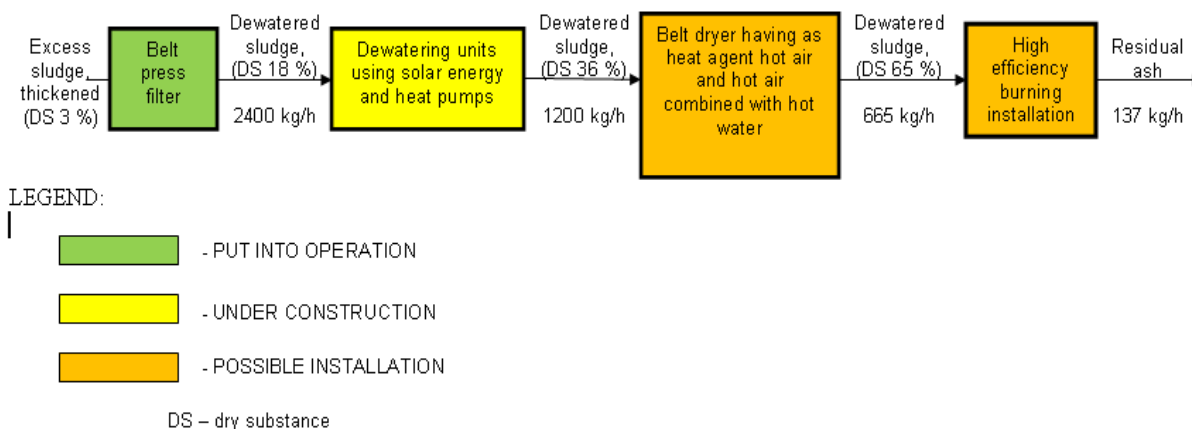 Excess
sludge,
thickened
(DS 3 %)
Belt
press
filter
Dewatered
sludge,
(DS 18 %)
2400 kg/h
Dewatering units
using solar energy
and heat pumps
Dewatered
sludge,
(DS 36 %)
1200 kg/h
Belt dryer having as
heat agent hot air
and hot air
combined with hot
water
Dewatered
sludge,
(DS 65 %)
665 kg/h
High
efficiency
burning
installation
Residual
ash
137 kg/h
LEGEND:
- PUT INTO OPERATION
- UNDER CONSTRUCTION
- POSSIBLE INSTALLATION
DS – dry substance